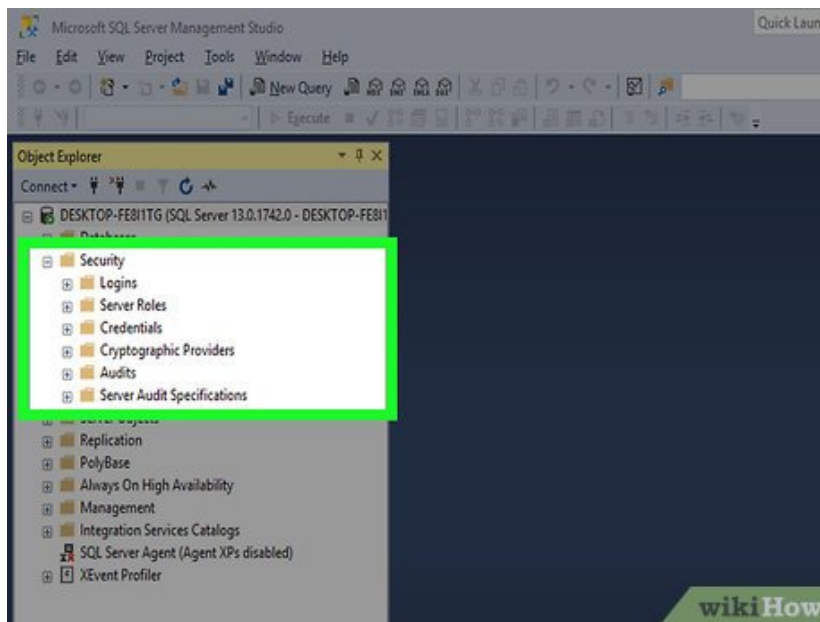 Microsoft SQL Server Management Studio
Quick Laun
File Edit View Project Tools Window Help
New Query
Execute
Object Explorer
Connect
DESKTOP-FE8I1TG (SQL Server 13.0.1742.0 - DESKTOP-FE8I1
Databases
Security
Logins
Server Roles
Credentials
Cryptographic Providers
Audits
Server Audit Specifications
Server Objects
Replication
PolyBase
Always On High Availability
Management
Integration Services Catalogs
SQL Server Agent (Agent XPs disabled)
XEvent Profiler
wikiHow